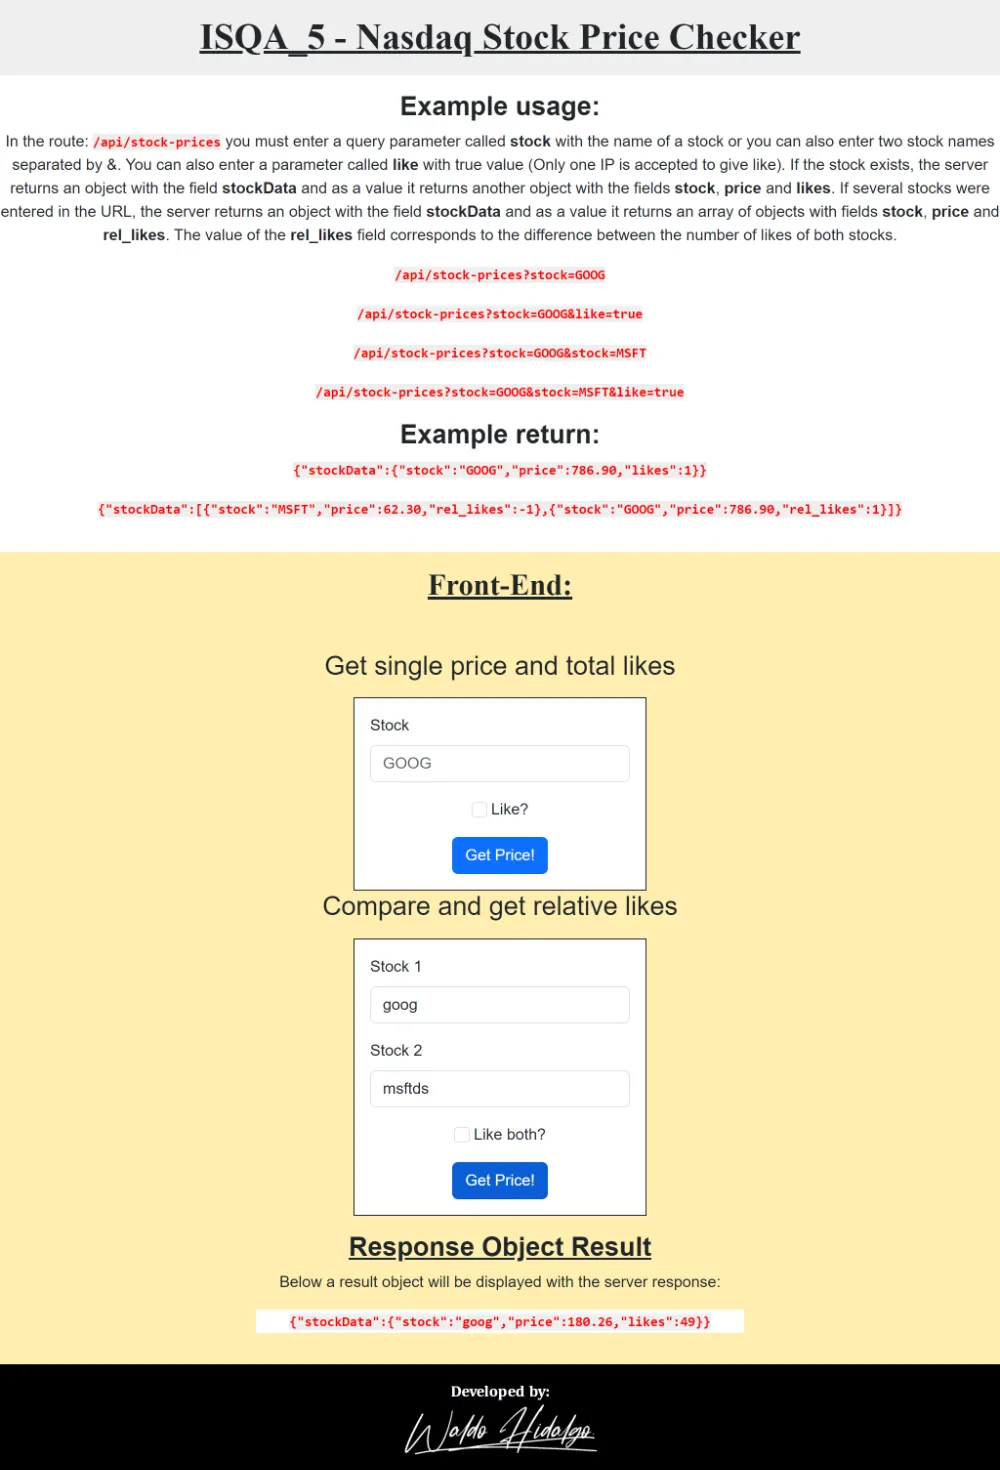 ISQA_5 - Nasdaq Stock Price Checker
Example usage:
In the route: /api/stock-prices you must enter a query parameter called stock with the name of a stock or you can also enter two stock names
separated by &. You can also enter a parameter called like with true value (Only one IP is accepted to give like). If the stock exists, the server
returns an object with the field stockData and as a value it returns another object with the fields stock, price and likes. If several stocks were
entered in the URL, the server returns an object with the field stockData and as a value it returns an array of objects with fields stock, price and
rel_likes. The value of the rel_likes field corresponds to the difference between the number of likes of both stocks.
/api/stock-prices?stock=GOOG
/api/stock-prices?stock=GOOG&like=true
/api/stock-prices?stock=GOOG&stock=MSFT
/api/stock-prices?stock=GOOG&stock=MSFT&like=true
Example return:
{"stockData":{"stock":"GOOG","price":786.90,"likes":1}}
{"stockData":[{"stock":"MSFT","price":62.30,"rel_likes":-1},{"stock":"GOOG","price":786.90,"rel_likes":1}]}
Front-End:
Get single price and total likes
Stock
GOOG
Like?
Get Price!
Compare and get relative likes
Stock 1
goog
Stock 2
msftds
Like both?
Get Price!
Response Object Result
Below a result object will be displayed with the server response:
{"stockData":{"stock":"goog","price":180.26,"likes":49}}
Developed by:
Waldo Hidalgo